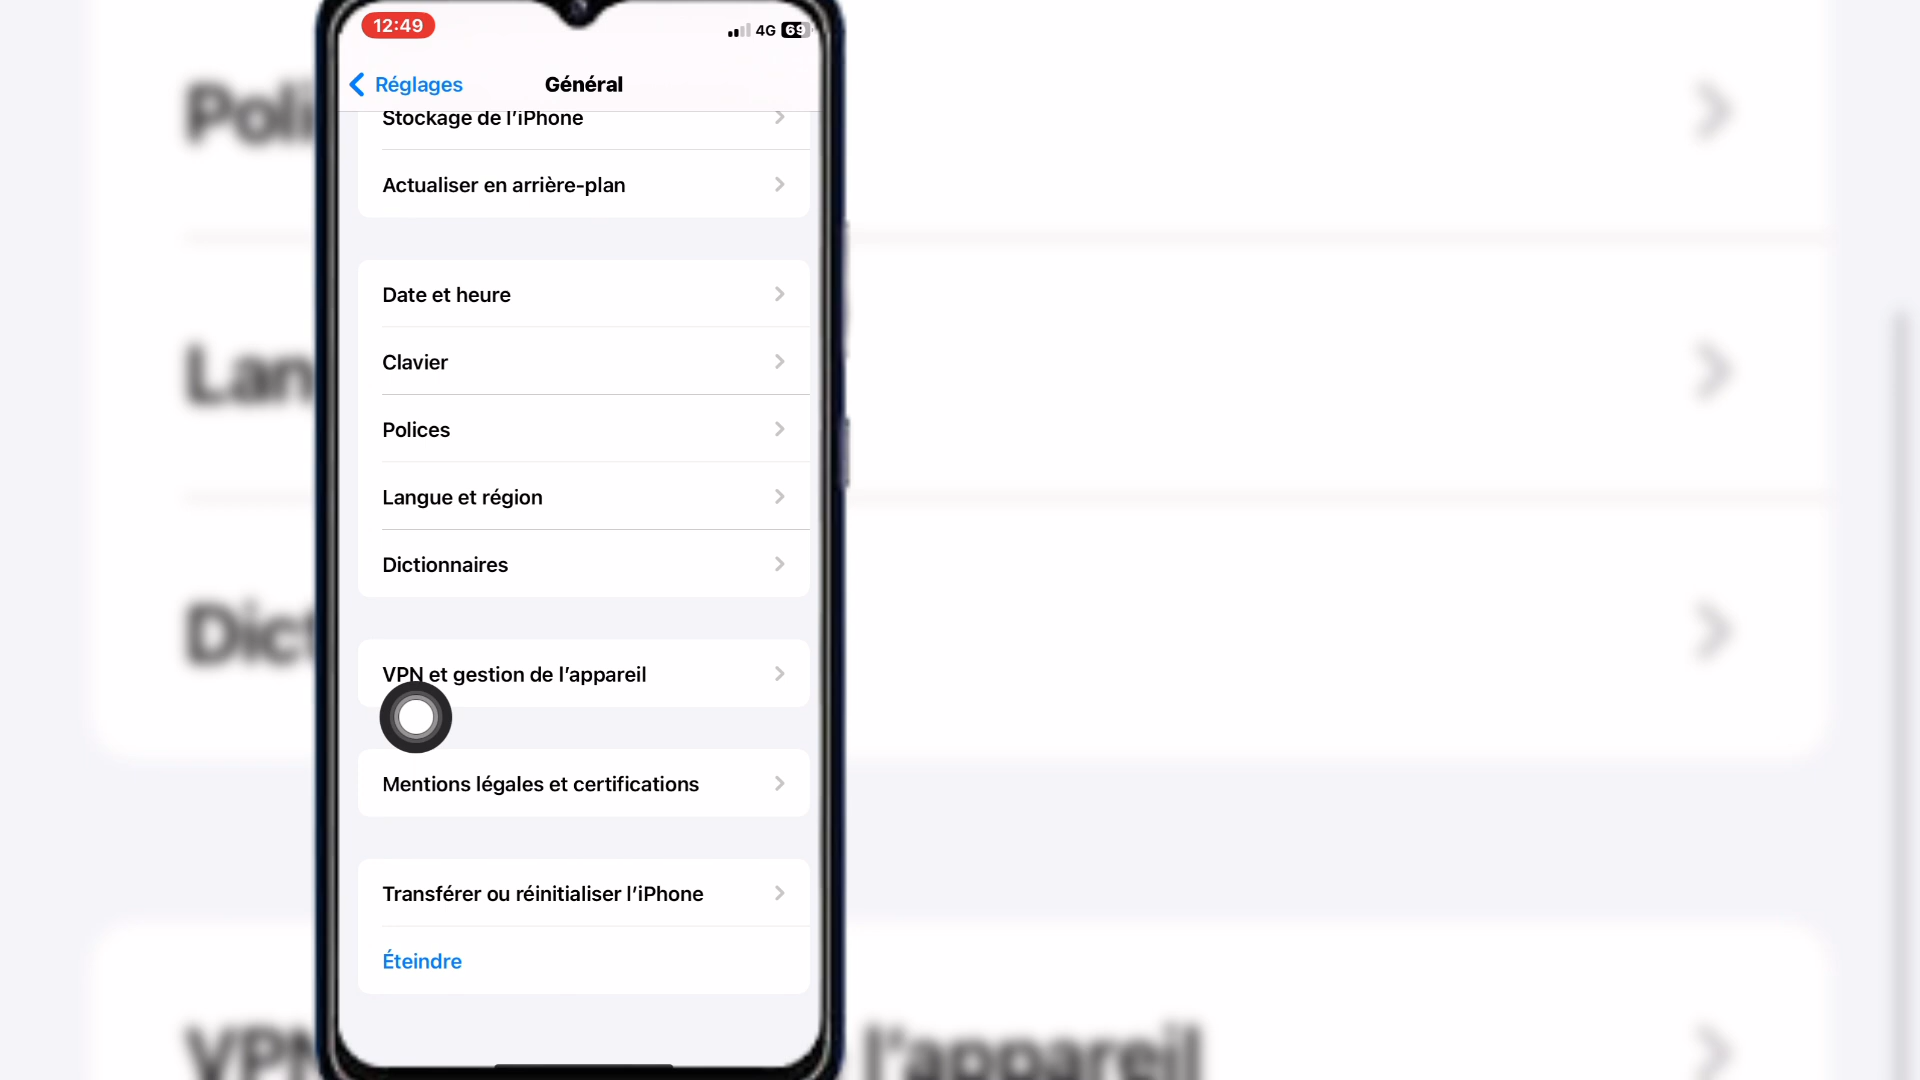 12:49
4G 69
Réglages
Général
Stockage de l'iPhone
Actualiser en arrière-plan
Date et heure
Clavier
Polices
Langue et région
Dictionnaires
VPN et gestion de l'appareil
Mentions légales et certifications
Transférer ou réinitialiser l'iPhone
Éteindre
Poli
Lan
Dict
VPN
l'appareil